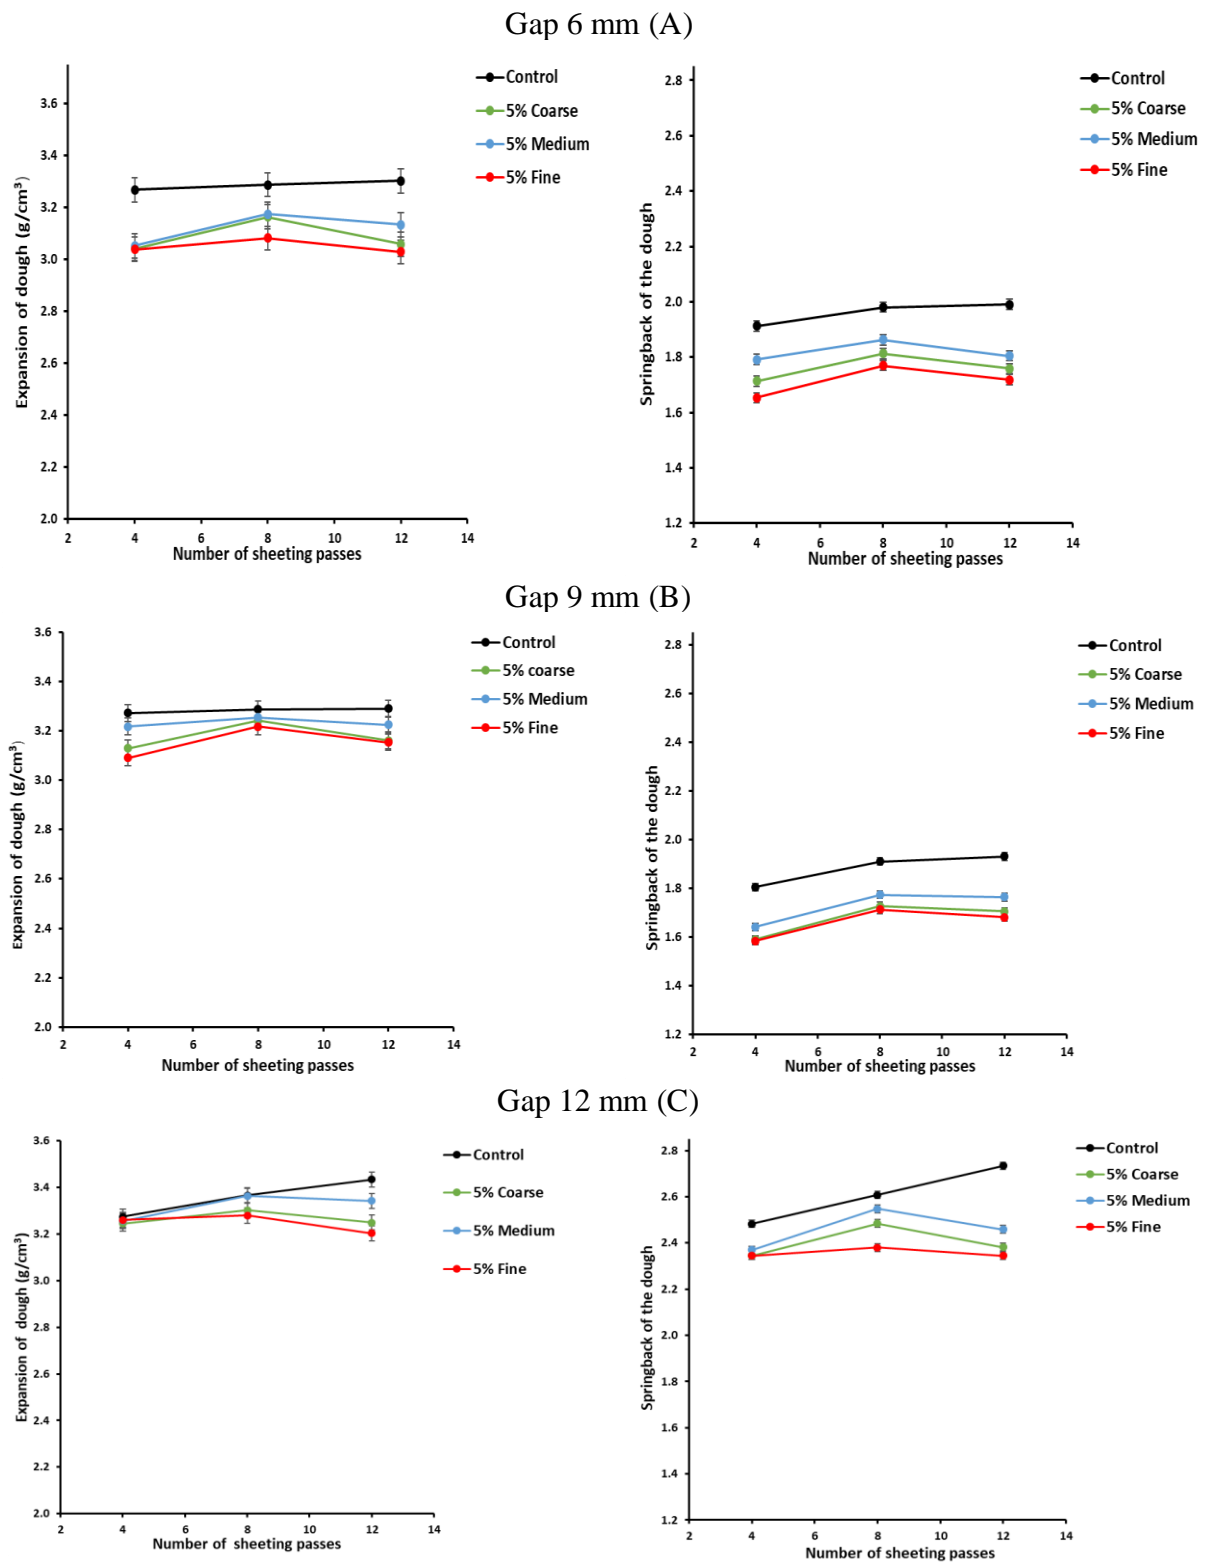 Gap 6 mm (A)
Control
5% Coarse
5% Medium
5% Fine
Expansion of dough (g/cm³)
3.6
3.4
3.2
3.0
2.8
2.6
2.4
2.2
2.0
2 4 6 8 10 12 14
Number of sheeting passes
Control
5% Coarse
5% Medium
5% Fine
Springback of the dough
2.8
2.6
2.4
2.2
2.0
1.8
1.6
1.4
1.2
2 4 6 8 10 12 14
Number of sheeting passes
Gap 9 mm (B)
Control
5% coarse
5% Medium
5% Fine
Expansion of dough (g/cm³)
3.6
3.4
3.2
3.0
2.8
2.6
2.4
2.2
2.0
2 4 6 8 10 12 14
Number of sheeting passes
Control
5% Coarse
5% Medium
5% Fine
Springback of the dough
2.8
2.6
2.4
2.2
2.0
1.8
1.6
1.4
1.2
2 4 6 8 10 12 14
Number of sheeting passes
Gap 12 mm (C)
Control
5% Coarse
5% Medium
5% Fine
Expansion of dough (g/cm³)
3.6
3.4
3.2
3.0
2.8
2.6
2.4
2.2
2.0
2 4 6 8 10 12 14
Number of sheeting passes
Control
5% Coarse
5% Medium
5% Fine
Springback of the dough
2.8
2.6
2.4
2.2
2.0
1.8
1.6
1.4
1.2
2 4 6 8 10 12 14
Number of sheeting passes